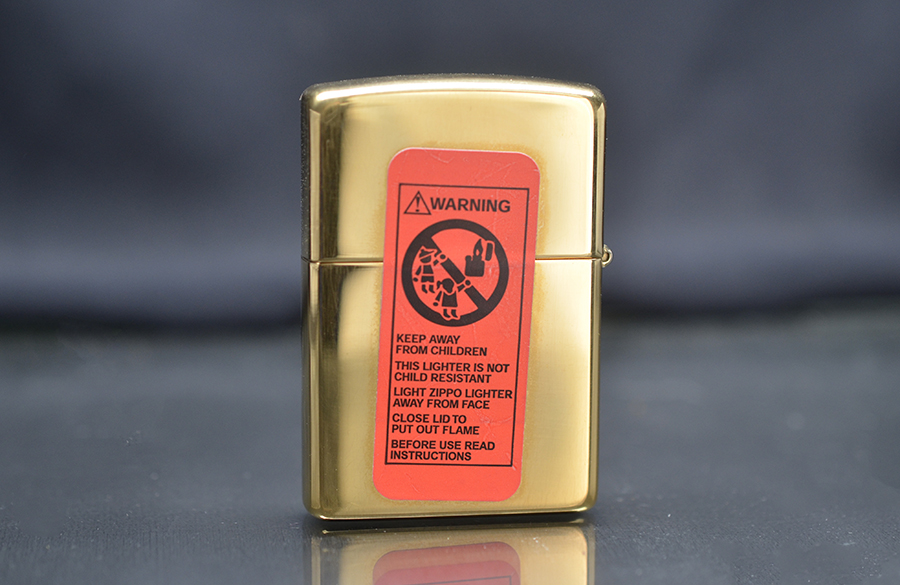 WARNING
KEEP AWAY
FROM CHILDREN
THIS LIGHTER IS NOT
CHILD RESISTANT
LIGHT ZIPPO LIGHTER
AWAY FROM FACE
CLOSE LID TO
PUT OUT FLAME
BEFORE USE READ
INSTRUCTIONS